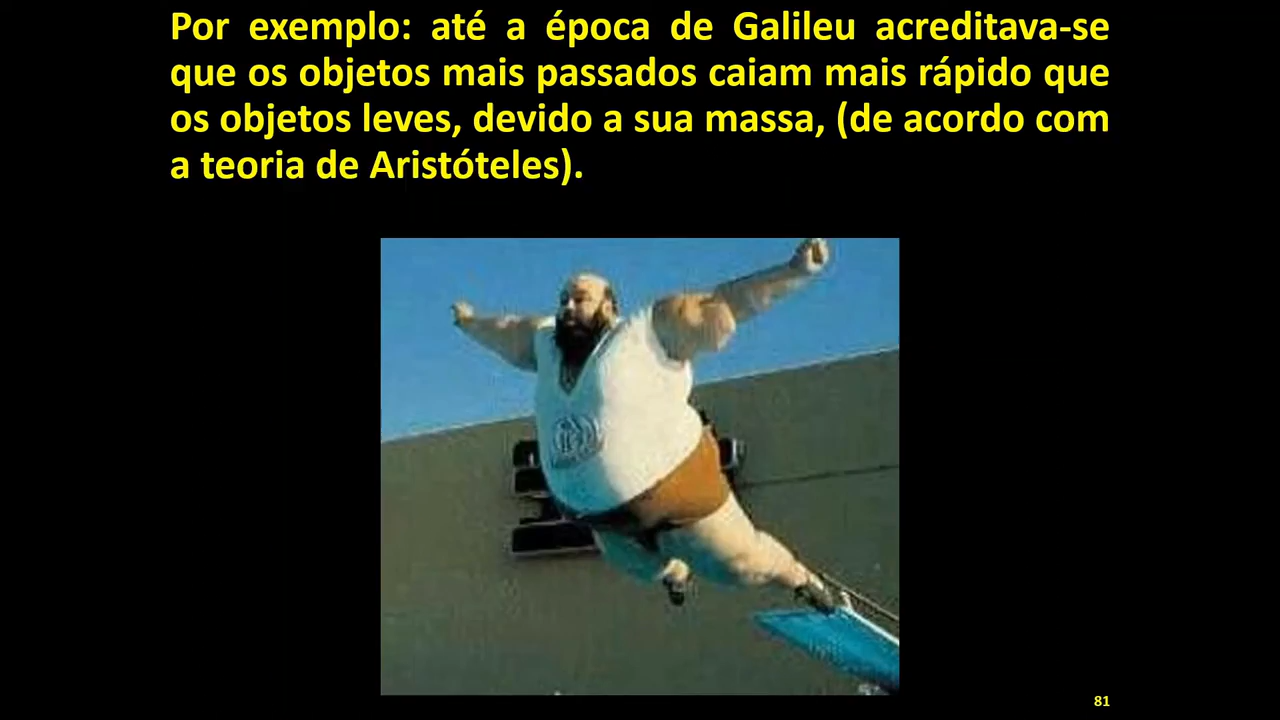 Por exemplo: até a época de Galileu acreditava-se
que os objetos mais passados caiam mais rápido que
os objetos leves, devido a sua massa, (de acordo com
a teoria de Aristóteles).
81